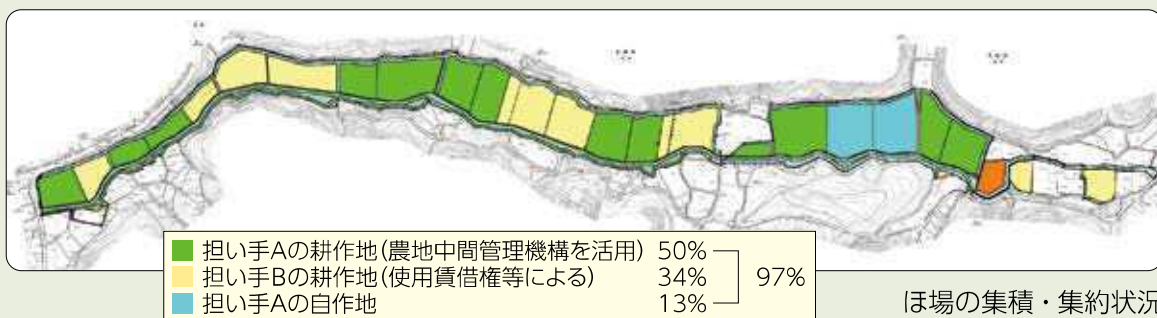 担い手Aの耕作地(農地中間管理機構を活用) 50%
担い手Bの耕作地(使用賃借権等による) 34% 97%
担い手Aの自作地 13%
ほ場の集積・集約状況